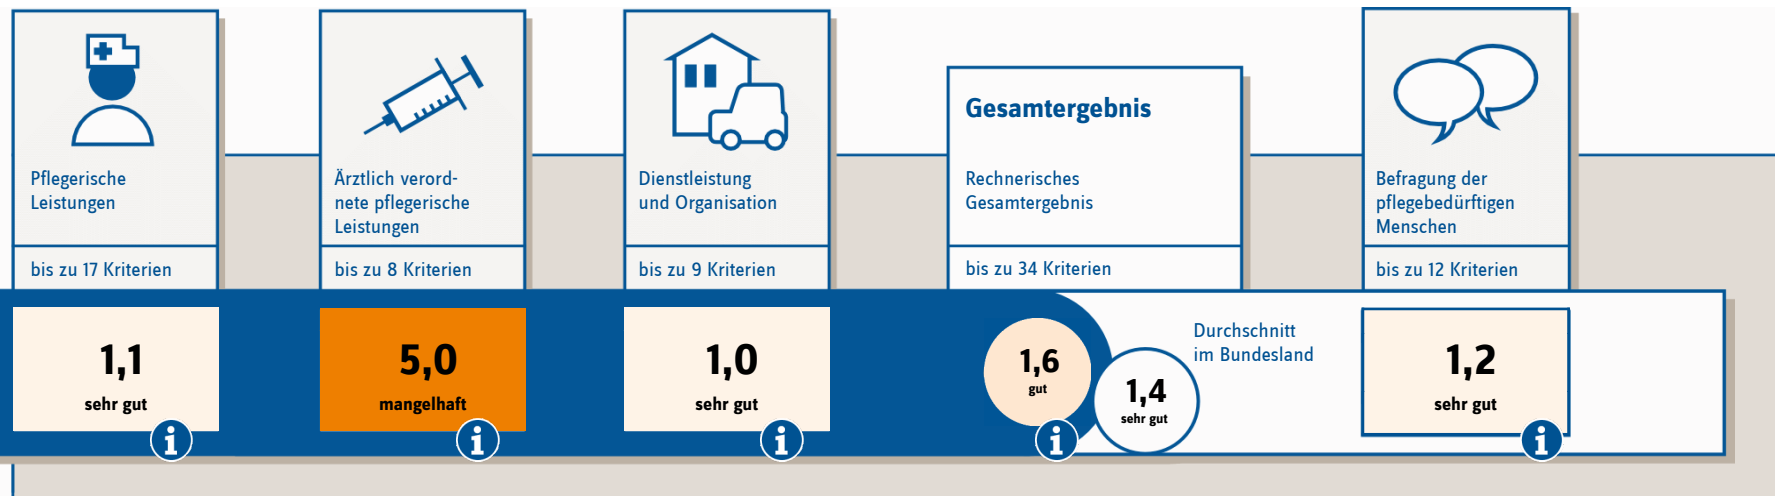 Pflegerische
Leistungen
bis zu 17 Kriterien
1,1
sehr gut
i
Ärztlich verord-
nete pflegerische
Leistungen
bis zu 8 Kriterien
5,0
mangelhaft
i
Dienstleistung
und Organisation
bis zu 9 Kriterien
1,0
sehr gut
i
Gesamtergebnis
Rechnerisches
Gesamtergebnis
bis zu 34 Kriterien
1,6
gut
i
1,4
sehr gut
Durchschnitt
im Bundesland
Befragung der
pflegebedürftigen
Menschen
bis zu 12 Kriterien
1,2
sehr gut
i